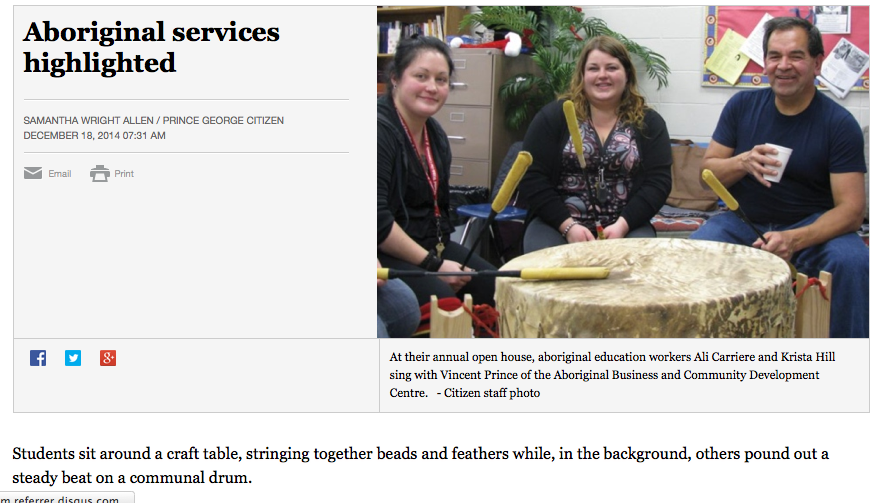 Aboriginal services
highlighted
SAMANTHA WRIGHT ALLEN / PRINCE GEORGE CITIZEN
DECEMBER 18, 2014 07:31 AM
Email Print
At their annual open house, aboriginal education workers Ali Carriere and Krista Hill
sing with Vincent Prince of the Aboriginal Business and Community Development
Centre. - Citizen staff photo
Students sit around a craft table, stringing together beads and feathers while, in the background, others pound out a
steady beat on a communal drum.
m.referrer.disqus.com